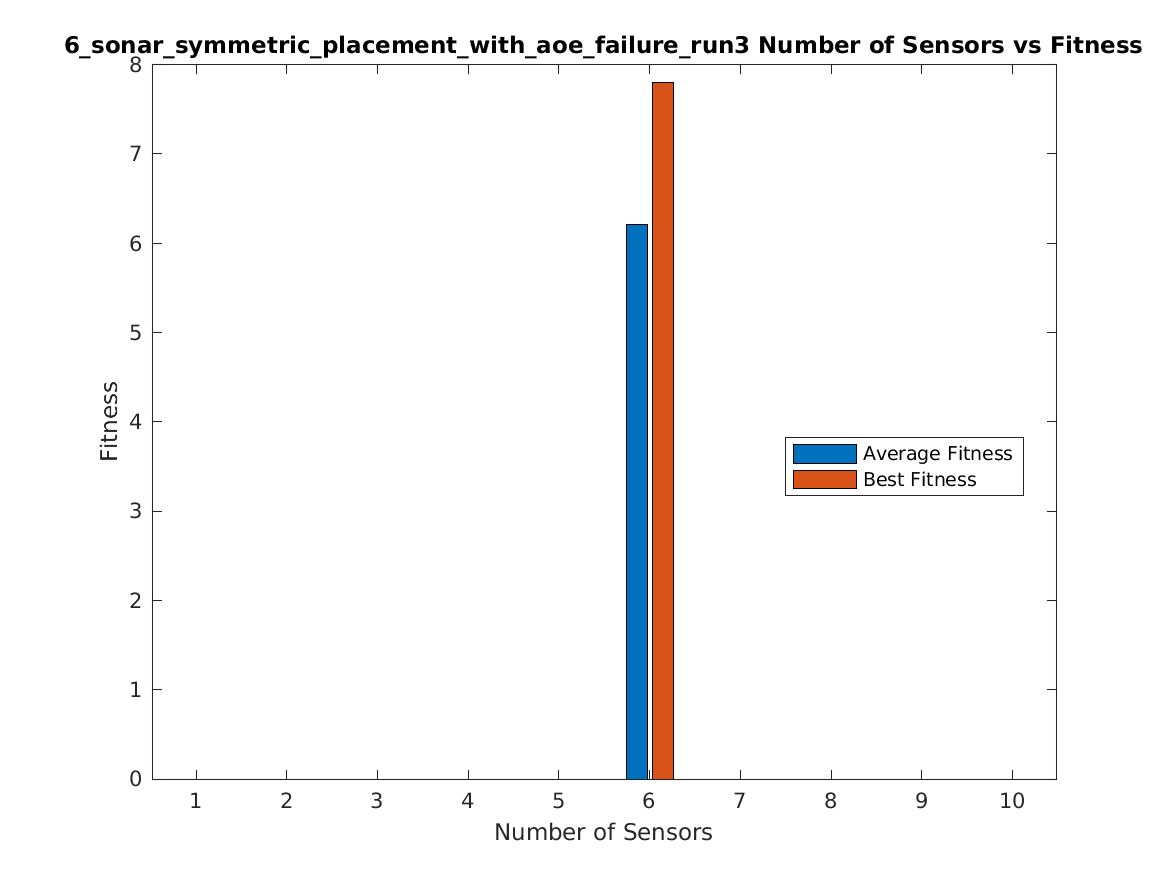 6_sonar_symmetric_placement_with_aoe_failure_run3 Number of Sensors vs Fitness
8
7
6
5
4
3
2
1
0
Fitness
Average Fitness
Best Fitness
1 2 3 4 5 6 7 8 9 10
Number of Sensors